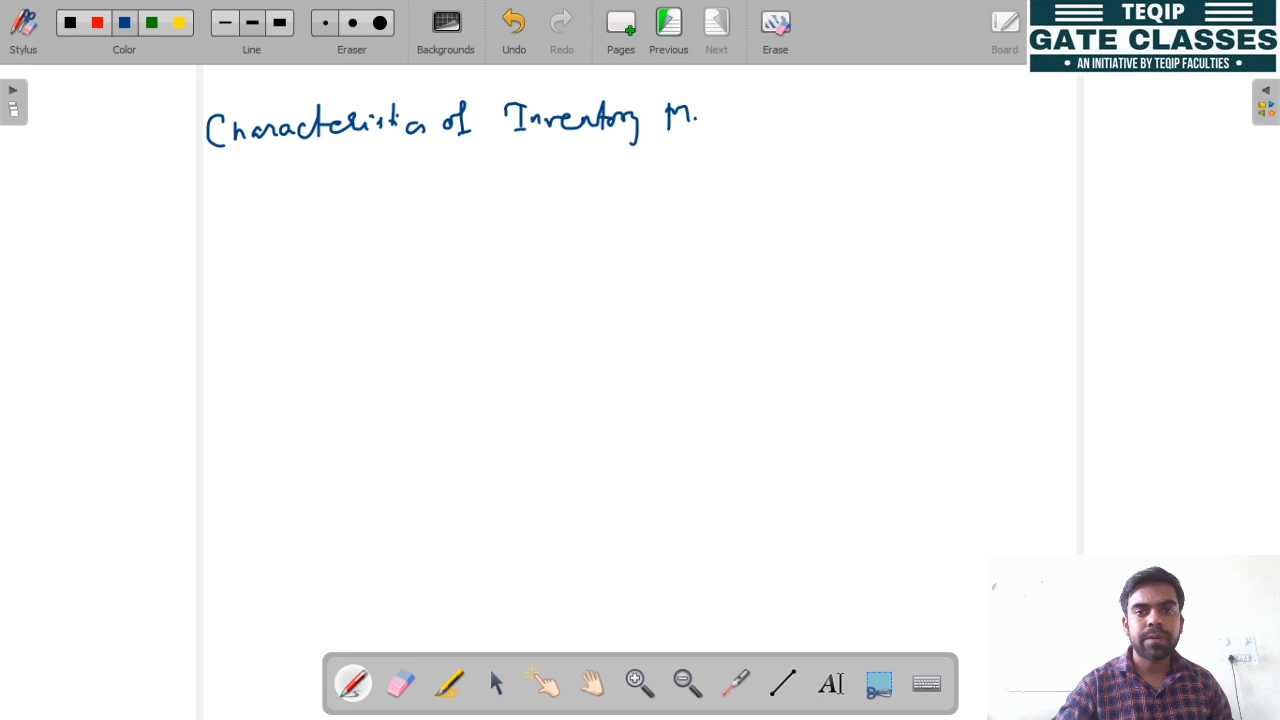 Stylus Color Line Eraser Backgrounds Undo Redo Pages Previous Next Erase Board
TEQIP
GATE CLASSES
• AN INITIATIVE BY TEQIP FACULTIES •
Characteristics of Inventory M.
AI